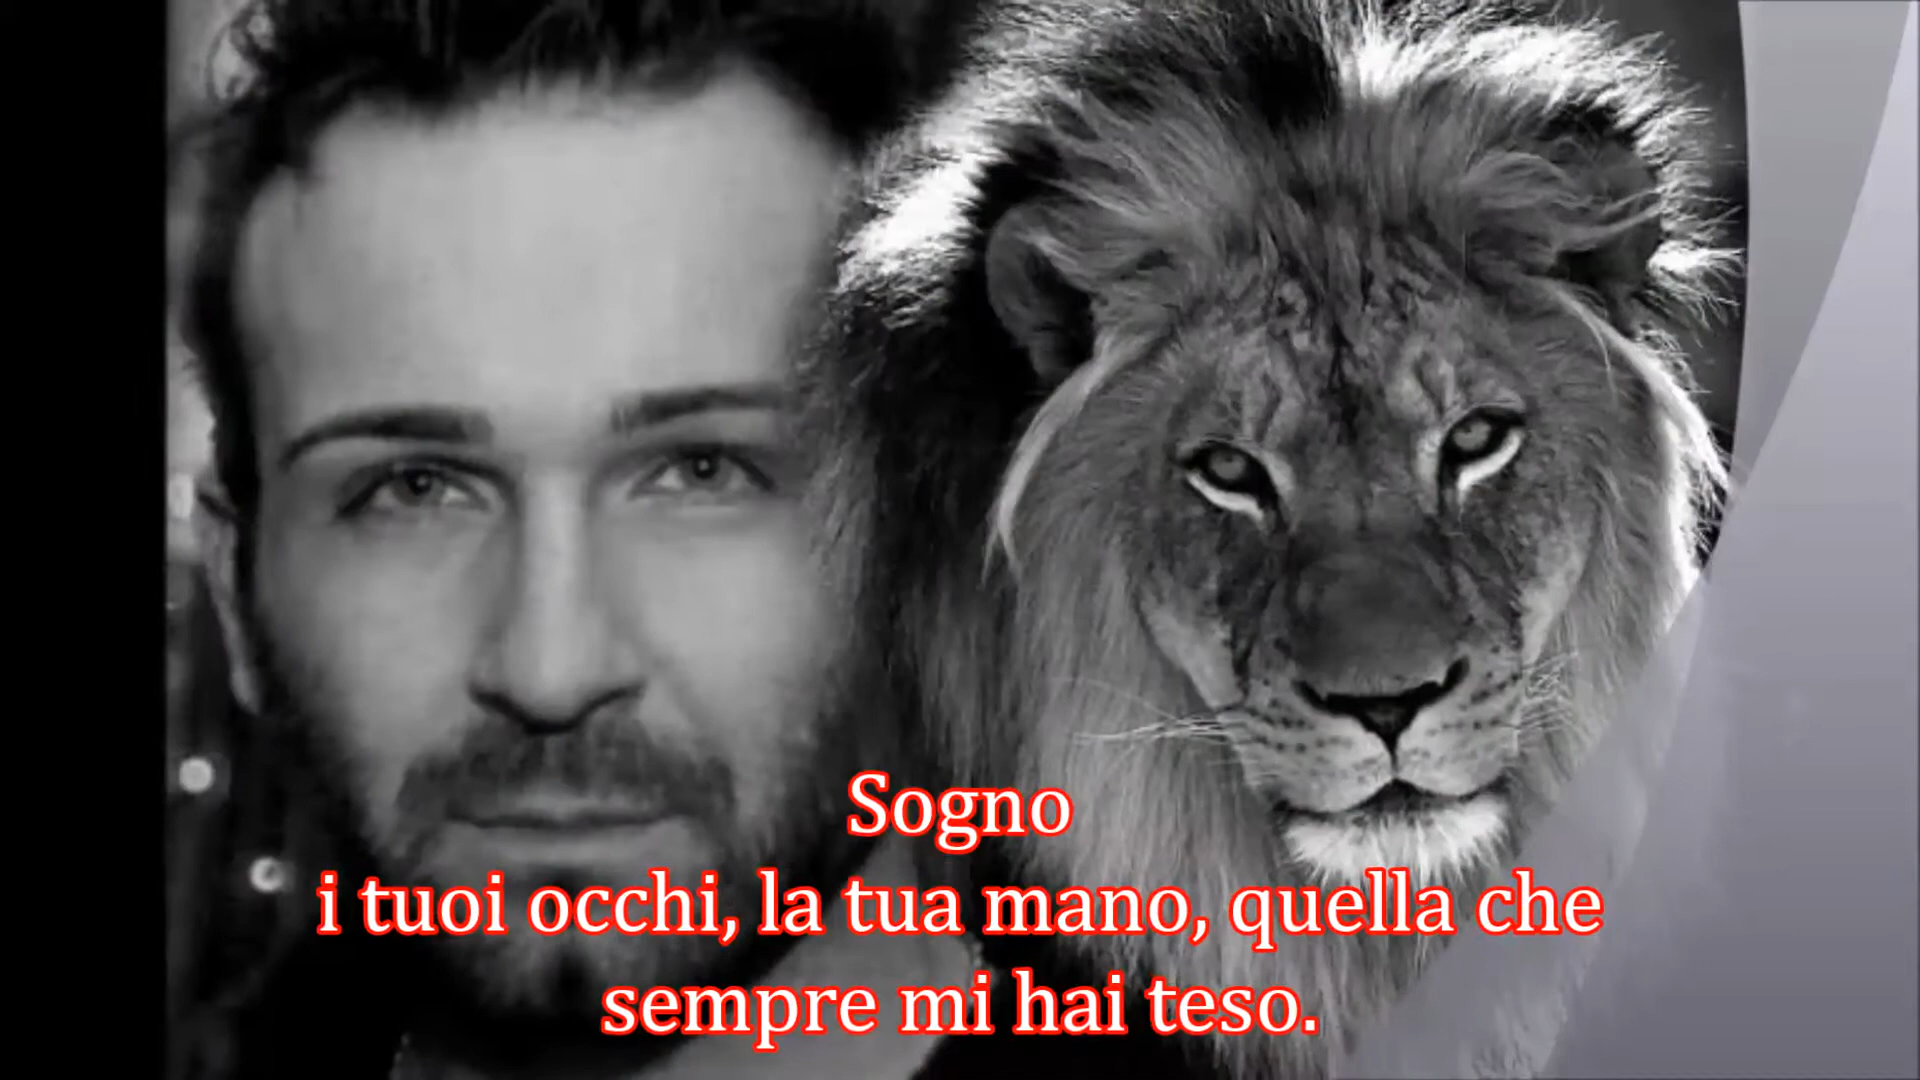 Sogno
i tuoi occhi, la tua mano, quella che
sempre mi hai teso.